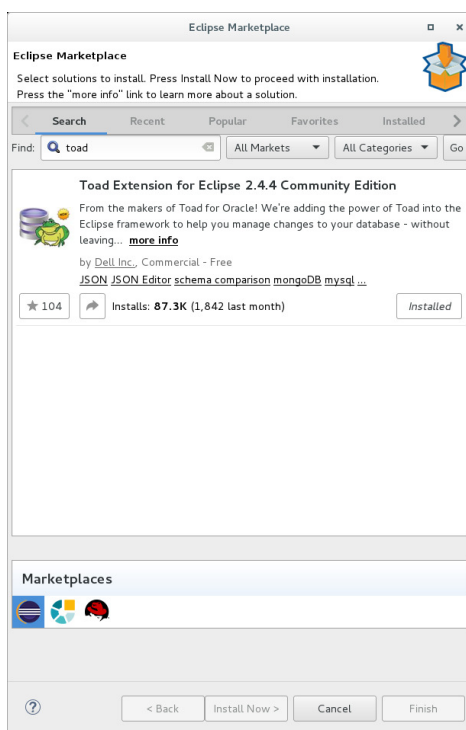 Eclipse Marketplace
Eclipse Marketplace
Select solutions to install. Press Install Now to proceed with installation.
Press the "more info" link to learn more about a solution.
Search Recent Popular Favorites Installed
Find: toad All Markets All Categories Go
Toad Extension for Eclipse 2.4.4 Community Edition
From the makers of Toad for Oracle! We're adding the power of Toad into the
Eclipse framework to help you manage changes to your database - without
leaving... more info
by Dell Inc., Commercial - Free
JSON JSON Editor schema comparison mongoDB mysql ...
104 Installs: 87.3K (1,842 last month) Installed
Marketplaces
? < Back Install Now > Cancel Finish